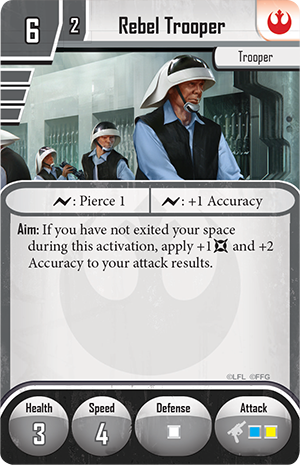 6 2 Rebel Trooper
Trooper
: Pierce 1 : +1 Accuracy
Aim: If you have not exited your space
during this activation, apply +1 and +2
Accuracy to your attack results.
©LFL ©FFG
Health Speed Defense Attack
3 4